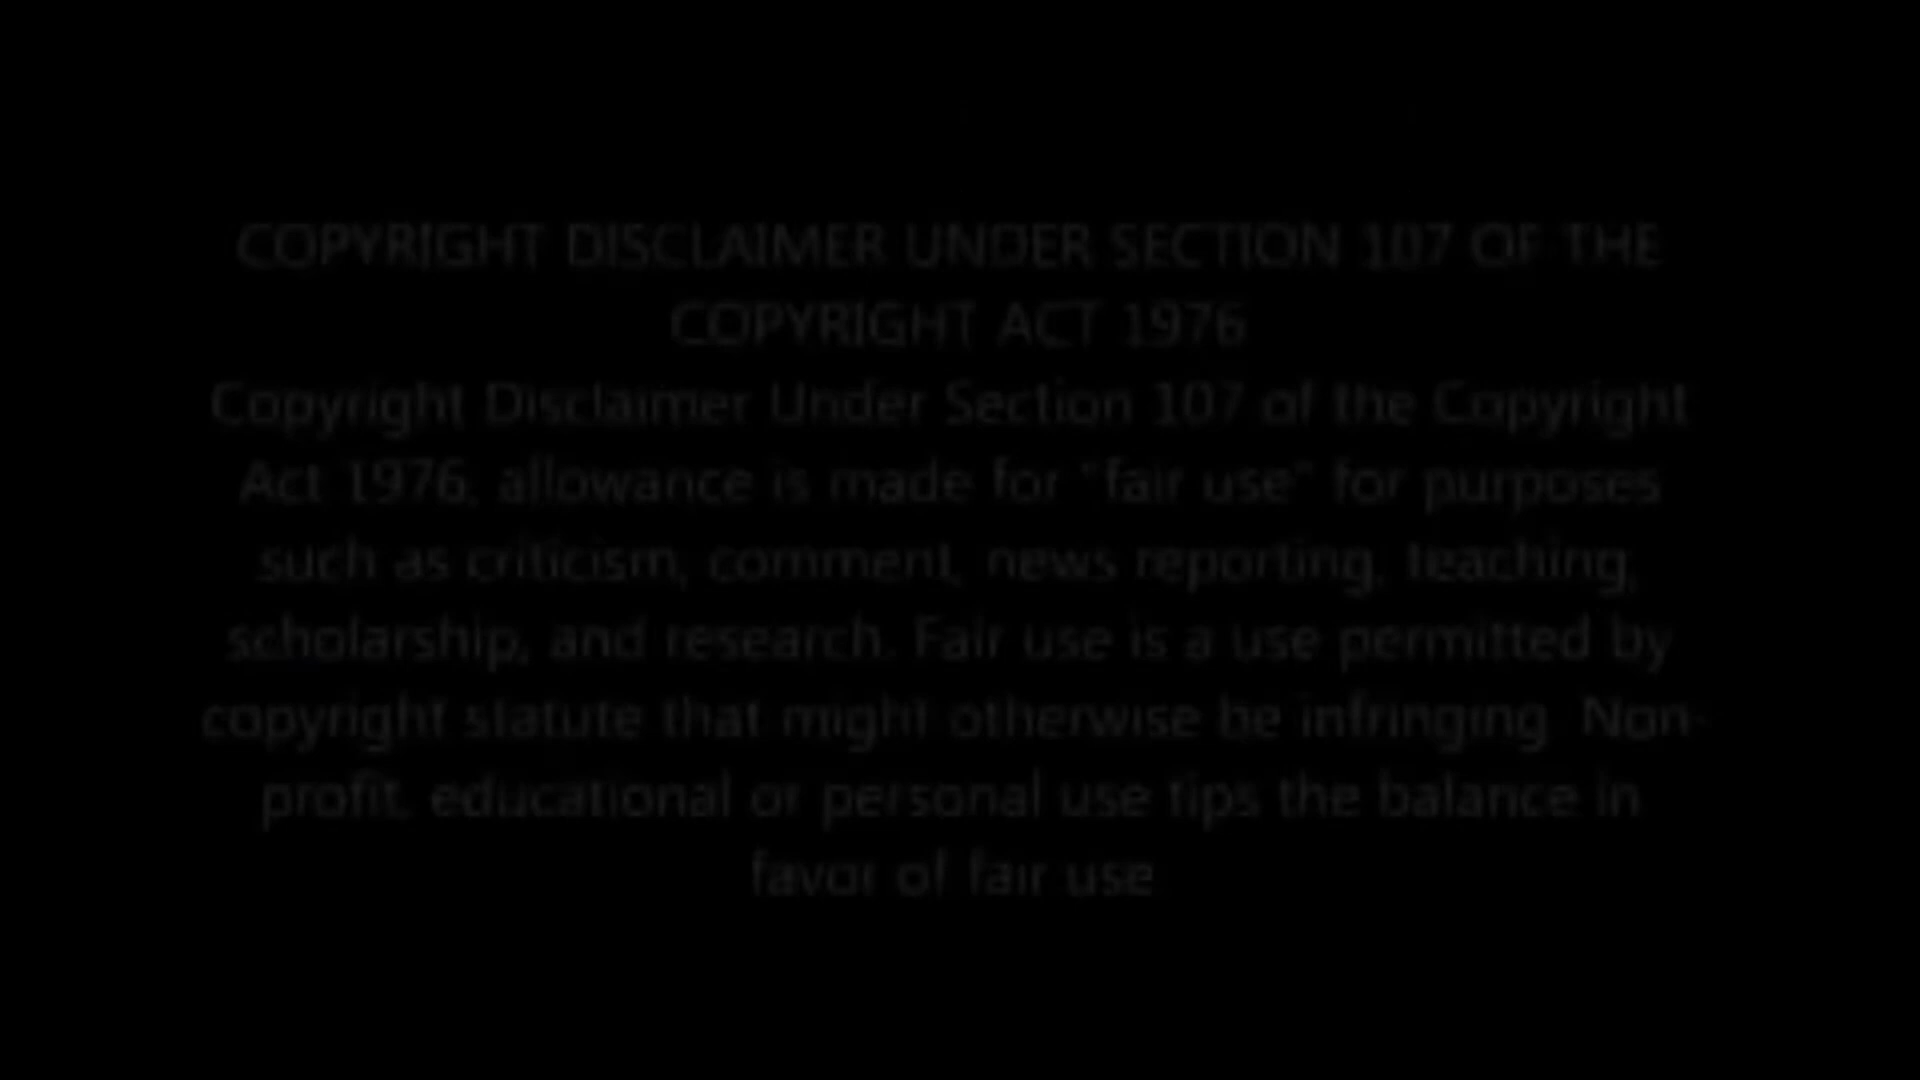 COPYRIGHT DISCLAIMER UNDER SECTION 107 OF THE
COPYRIGHT ACT 1976
Copyright Disclaimer Under Section 107 of the Copyright
Act 1976, allowance is made for "fair use" for purposes
such as criticism, comment, news reporting, teaching,
scholarship, and research. Fair use is a use permitted by
copyright statute that might otherwise be infringing. Non-
profit, educational or personal use tips the balance in
favor of fair use.